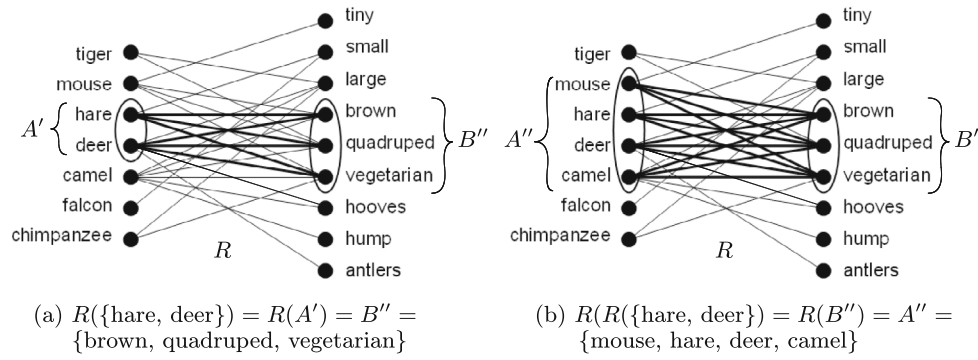 tiger
mouse
hare
deer
camel
falcon
chimpanzee
A′
tiny
small
large
brown
quadruped
vegetarian
hooves
hump
antlers
B″
R
(a) R({hare, deer}) = R(A′) = B″ =
{brown, quadruped, vegetarian}
tiger
mouse
hare
deer
camel
falcon
chimpanzee
A″
tiny
small
large
brown
quadruped
vegetarian
hooves
hump
antlers
B″
R
(b) R(R({hare, deer}) = R(B″) = A″ =
{mouse, hare, deer, camel}